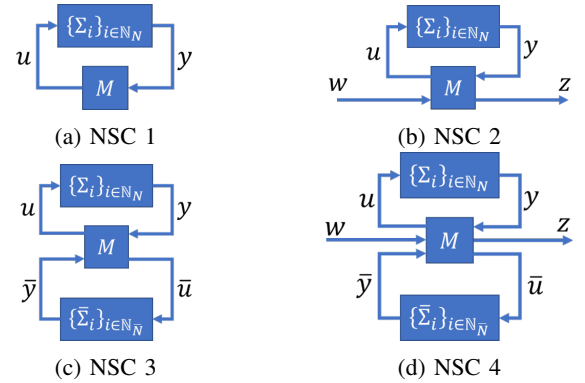 {Σ_i}_{i∈ℕ_N}
u
y
M
(a) NSC 1
{Σ_i}_{i∈ℕ_N}
u
y
w
M
z
(b) NSC 2
{Σ_i}_{i∈ℕ_N}
u
y
M
ȳ
ū
{Σ̄_i}_{i∈ℕ_N̄}
(c) NSC 3
{Σ_i}_{i∈ℕ_N}
u
y
w
M
z
ȳ
ū
{Σ̄_i}_{i∈ℕ_N̄}
(d) NSC 4